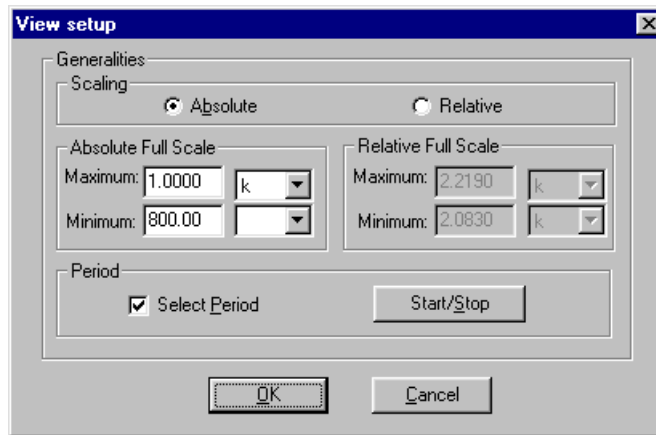 View setup
Generalities
Scaling
Absolute Relative
Absolute Full Scale Relative Full Scale
Maximum: 1.0000 k Maximum: 2.2190 k
Minimum: 800.00 Minimum: 2.0830 k
Period
Select Period Start/Stop
OK Cancel